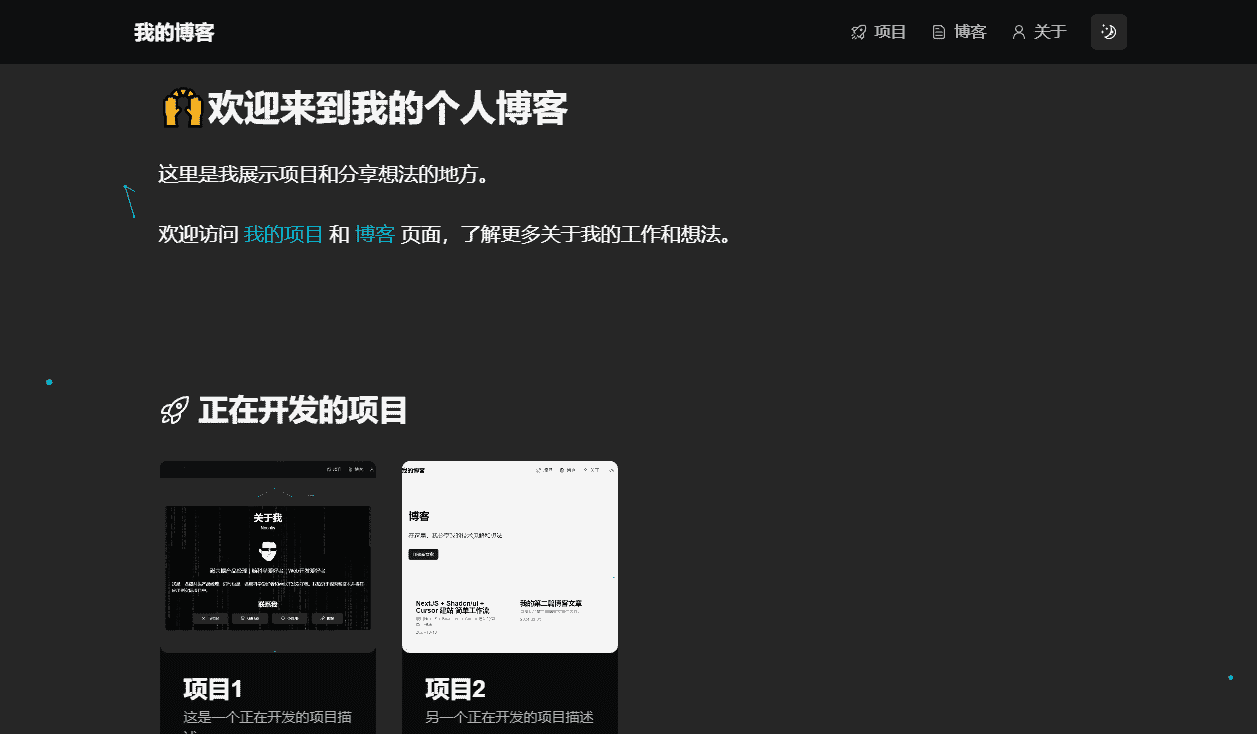 我的博客
项目
博客
关于
欢迎来到我的个人博客
这里是我展示项目和分享想法的地方。
欢迎访问 我的项目 和 博客 页面，了解更多关于我的工作和想法。
正在开发的项目
关于我
联系我
项目1
这是一个正在开发的项目描
我的博客
博客
NextJS + Shadcn/ui +
Cursor 建站 简单工作流
我的第二篇博客文章
项目2
另一个正在开发的项目描述